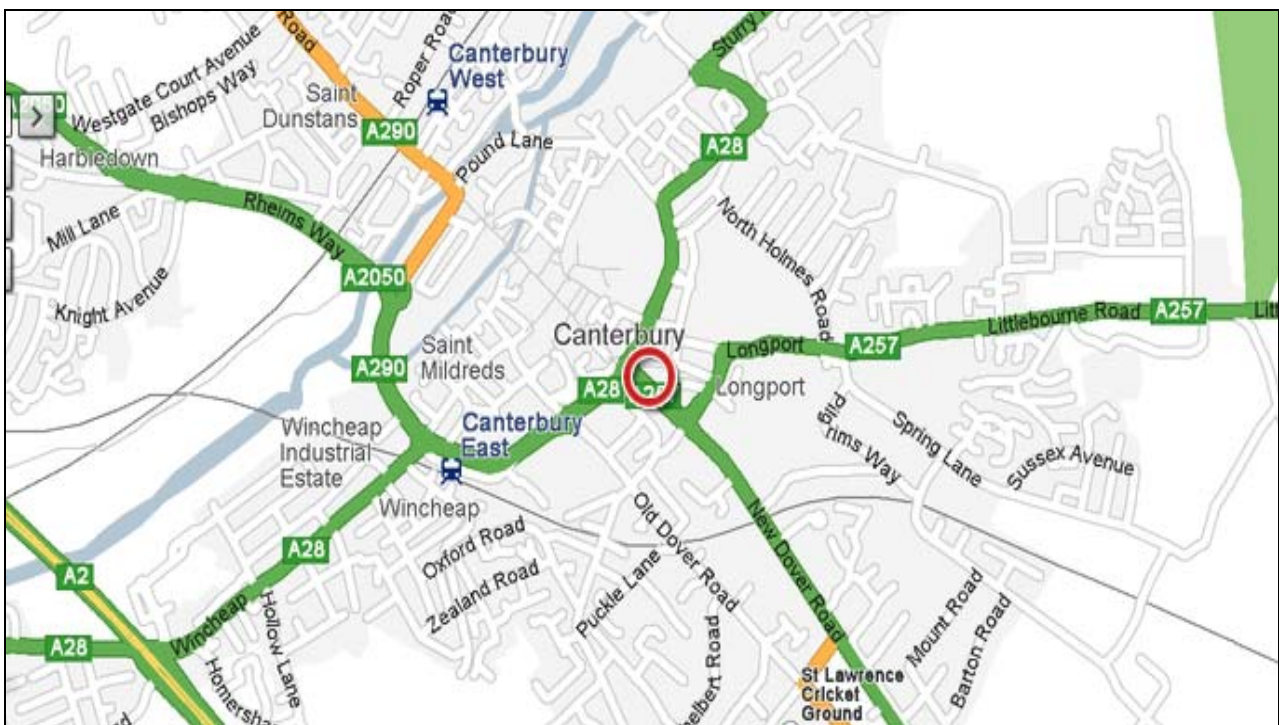 Road
Roper Road
Canterbury
West
Sturry
Westgate Court Avenue
Bishops Way
Saint
Dunstans
A290
>
Pound Lane
A28
Harbledown
Mill Lane
Rheims Way
North Holmes Road
Knight Avenue
A2050
Littlebourne Road
A257
Canterbury
Longport
A257
Saint
Mildreds
A290
A28
Longport
Canterbury
East
Wincheap
Industrial
Estate
Pilgrims Way
Spring Lane
Sussex Avenue
Wincheap
Old Dover Road
New Dover Road
Oxford Road
A28
Zealand Road
Puckle Lane
A2
Hollow Lane
Wincheap
Mount Road
Barton Road
A28
St Lawrence
Cricket
Ground